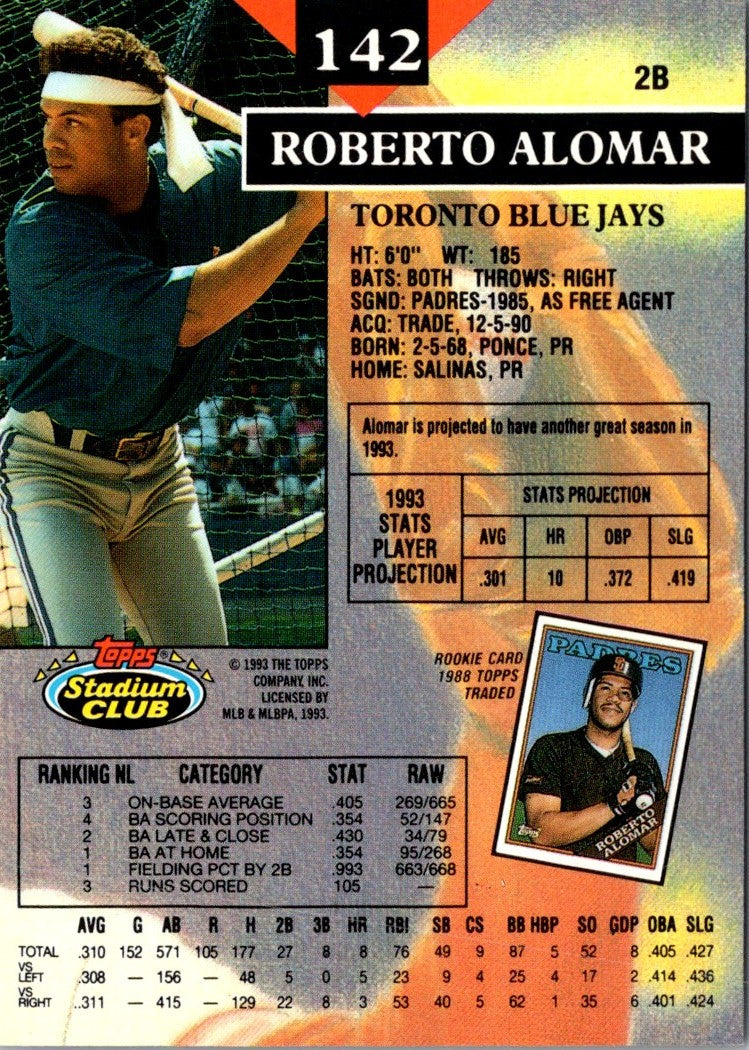 142
2B
ROBERTO ALOMAR
TORONTO BLUE JAYS
HT: 6'0" WT: 185
BATS: BOTH THROWS: RIGHT
SGND: PADRES-1985, AS FREE AGENT
ACQ: TRADE, 12-5-90
BORN: 2-5-68, PONCE, PR
HOME: SALINAS, PR
Alomar is projected to have another great season in
1993.
1993
STATS
PLAYER
PROJECTION
STATS PROJECTION
AVG HR OBP SLG
.301 10 .372 .419
Topps®
Stadium
CLUB
© 1993 THE TOPPS
COMPANY, INC.
LICENSED BY
MLB & MLBPA, 1993.
ROOKIE CARD
1988 TOPPS
TRADED
PADRES
Topps
ROBERTO
ALOMAR
RANKING NL CATEGORY STAT RAW
3 ON-BASE AVERAGE .405 269/665
4 BA SCORING POSITION .354 52/147
2 BA LATE & CLOSE .430 34/79
1 BA AT HOME .354 95/268
1 FIELDING PCT BY 2B .993 663/668
3 RUNS SCORED 105 —
AVG G AB R H 2B 3B HR RBI SB CS BB HBP SO GDP OBA SLG
TOTAL .310 152 571 105 177 27 8 8 76 49 9 87 5 52 8 .405 .427
VS LEFT .308 — 156 — 48 5 0 5 23 9 4 25 4 17 2 .414 .436
VS RIGHT .311 — 415 — 129 22 8 3 53 40 5 62 1 35 6 .401 .424